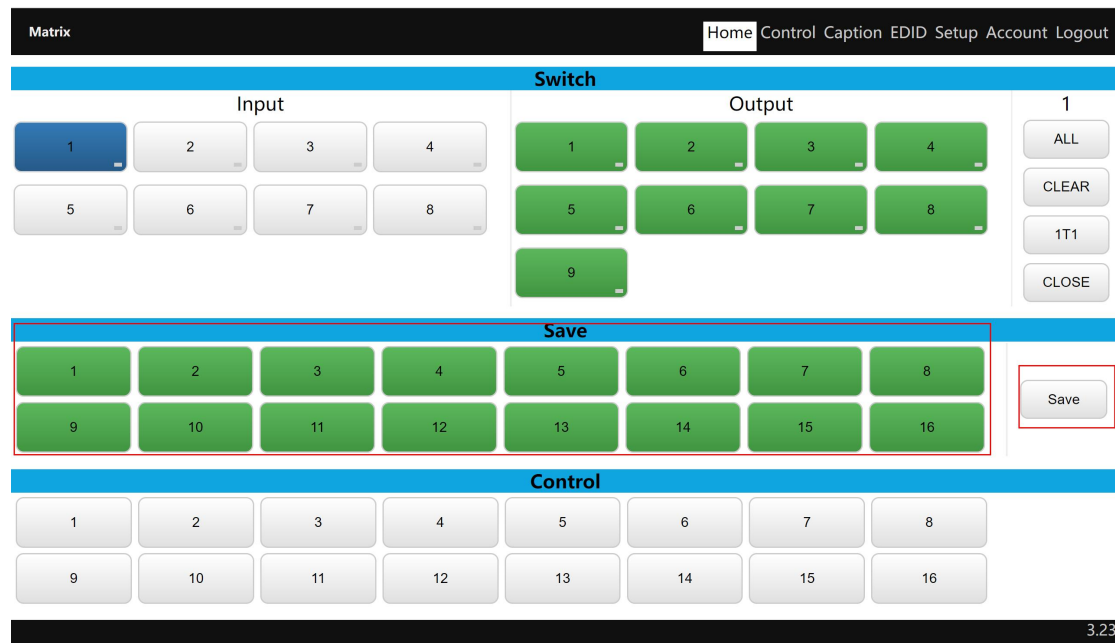 Matrix
Home Control Caption EDID Setup Account Logout
Switch
Input Output 1
1 2 3 4 1 2 3 4 ALL
5 6 7 8 5 6 7 8 CLEAR
1T1
9 CLOSE
Save
1 2 3 4 5 6 7 8
Save
9 10 11 12 13 14 15 16
Control
1 2 3 4 5 6 7 8
9 10 11 12 13 14 15 16
3.23